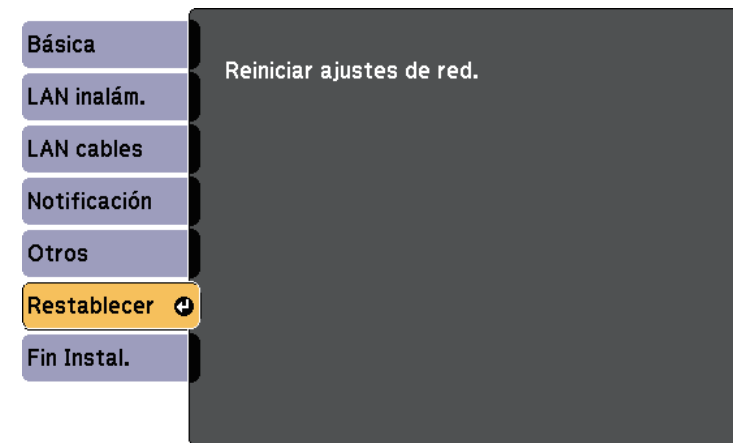 Básica
Reiniciar ajustes de red.
LAN inalám.
LAN cables
Notificación
Otros
Restablecer
Fin Instal.